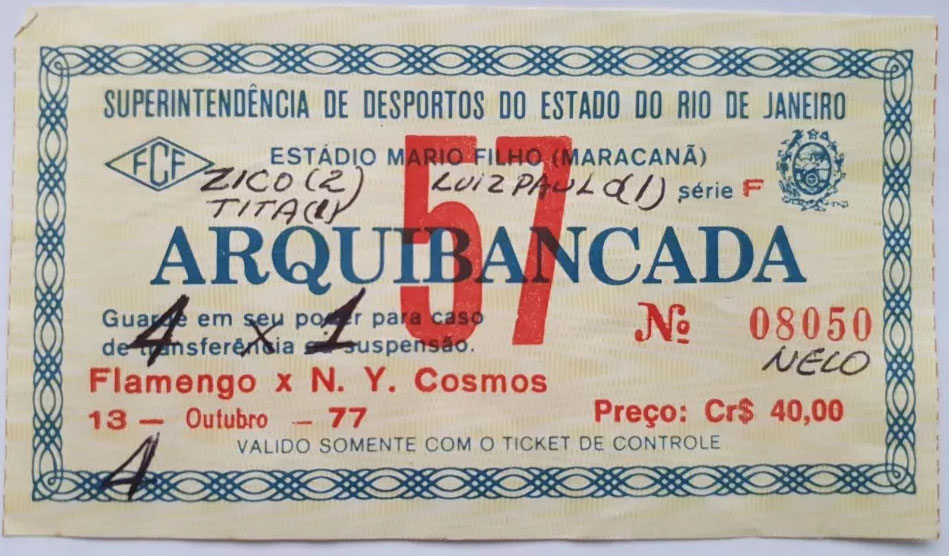 SUPERINTENDÊNCIA DE DESPORTOS DO ESTADO DO RIO DE JANEIRO
FCF
ESTÁDIO MARIO FILHO (MARACANÃ)
ZICO (2) LUIZ PAULO (1) série F
TITA (1)
57
ARQUIBANCADA
Guarde em seu poder para caso
de transferência ou suspensão.
4 x 1
Nº 08050
NELO
Flamengo x N. Y. Cosmos
13 — Outubro – 77 Preço: Cr$ 40,00
VALIDO SOMENTE COM O TICKET DE CONTROLE
4